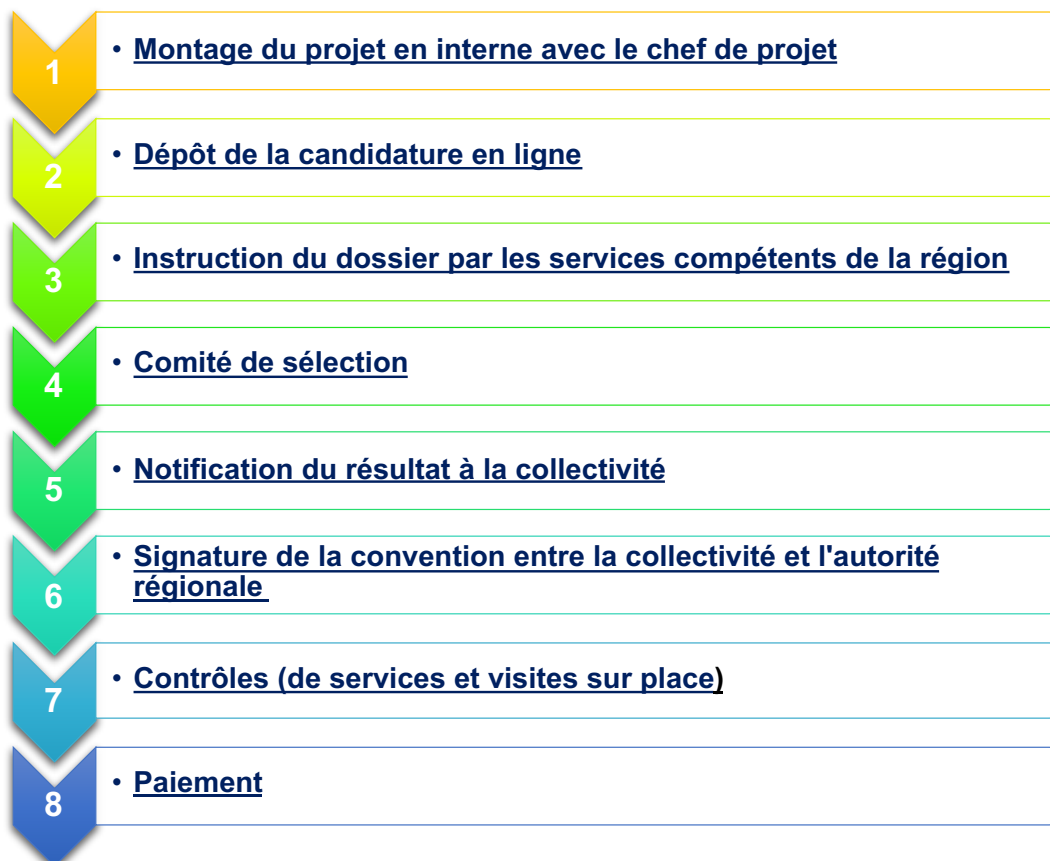 1
• Montage du projet en interne avec le chef de projet
2
• Dépôt de la candidature en ligne
3
• Instruction du dossier par les services compétents de la région
4
• Comité de sélection
5
• Notification du résultat à la collectivité
6
• Signature de la convention entre la collectivité et l'autorité
régionale
7
• Contrôles (de services et visites sur place)
8
• Paiement